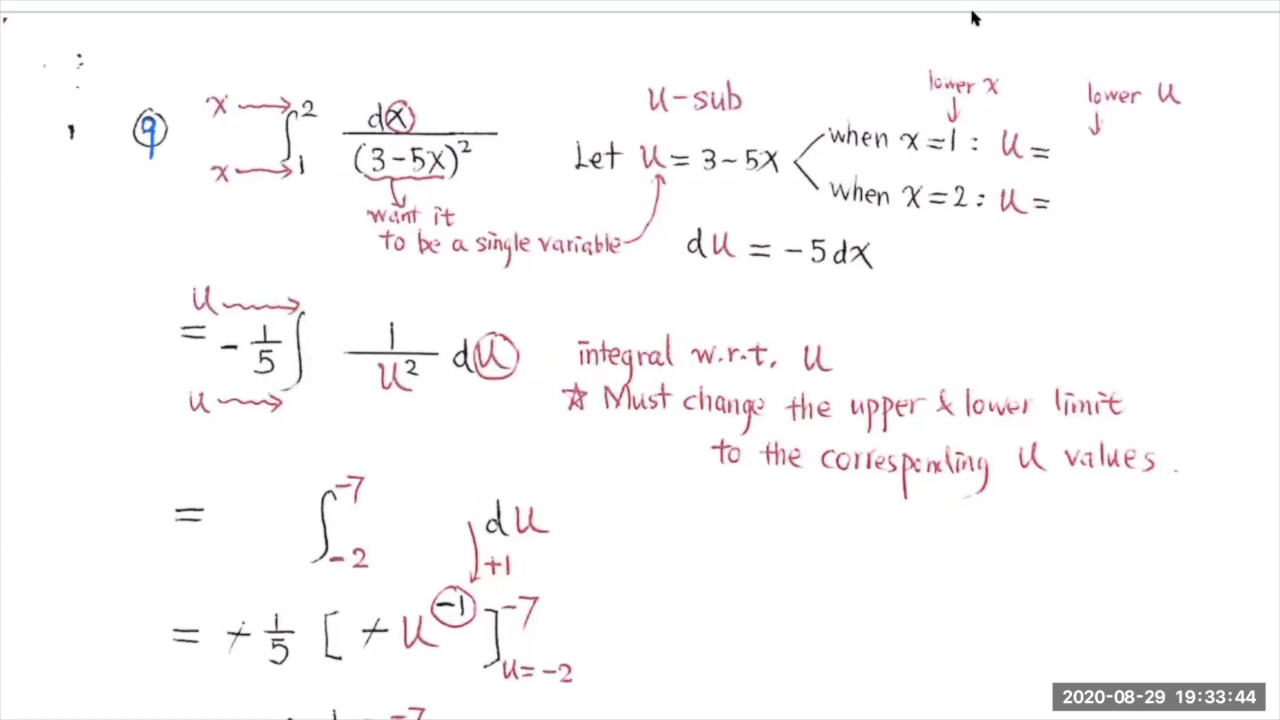 lower x
u-sub
lower u
x → 2
⑨ ∫ dx / (3-5x)² Let u = 3-5x when x=1: u=
x → 1
want it
to be a single variable
when x=2: u=
du = -5dx
u →
= -1/5 ∫ 1/u² du integral w.r.t. u
u →
☆ Must change the upper & lower limit
to the corresponding u values.
= ∫_{-2}^{-7} du
+1
= +1/5 [+u^{-1}]_{u=-2}^{-7}
-7
2020-08-29 19:33:44